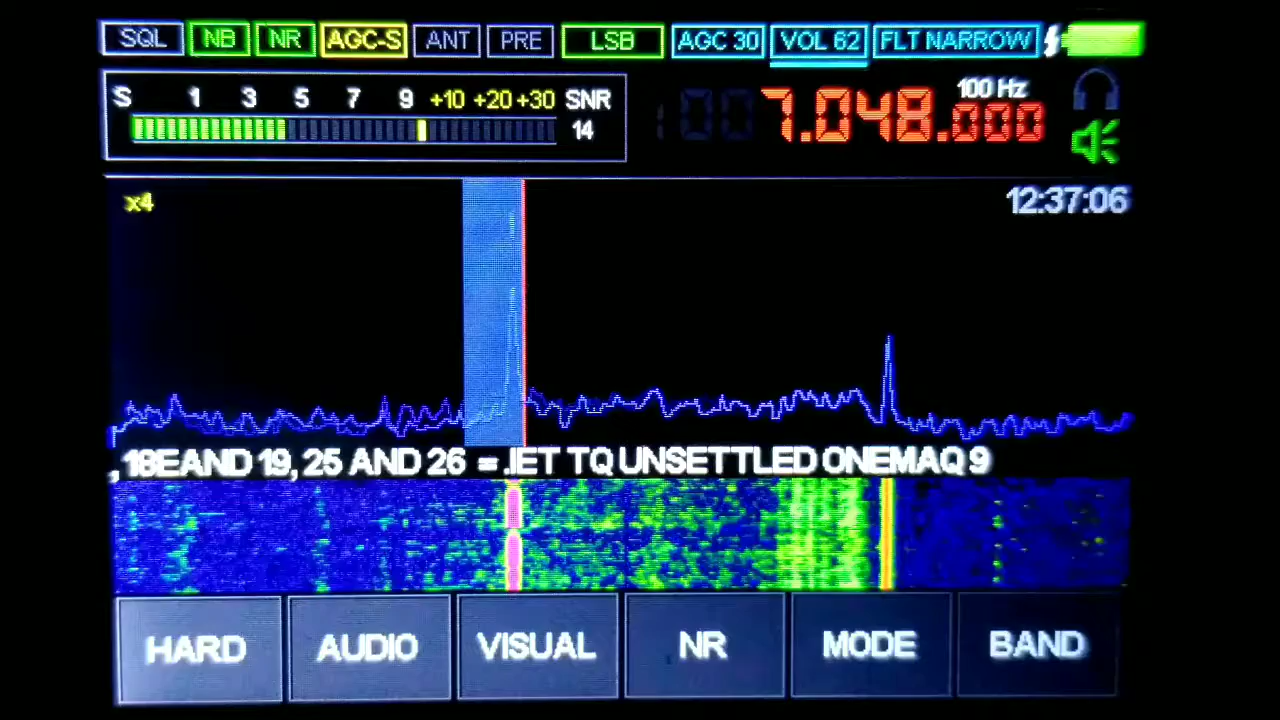 SQL NB NR AGC-S ANT PRE LSB AGC 30 VOL 62 FLT NARROW
S 1 3 5 7 9 +10 +20 +30 SNR
14
100 Hz
7.048.000
x4
12:37:06
, 18EAND 19, 25 AND 26 = .IET TQ UNSETTLED ONEMAQ 9
HARD AUDIO VISUAL NR MODE BAND